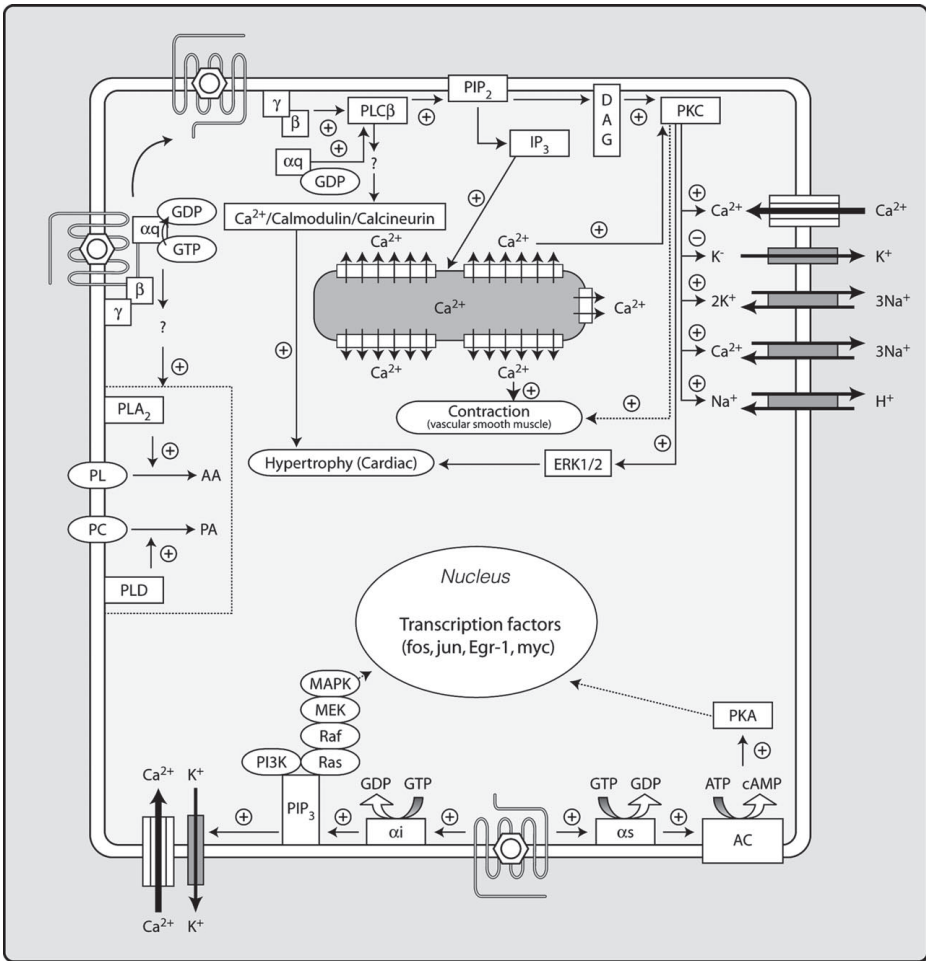 γ
β
PLCβ
PIP2
D
A
G
PKC
IP3
αq
GDP
?
Ca2+/Calmodulin/Calcineurin
αq
GDP
GTP
β
γ
?
Ca2+
Ca2+
Ca2+
Ca2+
Ca2+
Ca2+
Contraction
(vascular smooth muscle)
Hypertrophy (Cardiac)
ERK1/2
Ca2+
Ca2+
K-
K+
2K+
3Na+
Ca2+
3Na+
Na+
H+
PLA2
PL
AA
PC
PA
PLD
Nucleus
Transcription factors
(fos, jun, Egr-1, myc)
MAPK
MEK
Raf
PI3K
Ras
PIP3
GDP
GTP
αi
GTP
GDP
αs
ATP
cAMP
AC
PKA
Ca2+
K+
Ca2+
K+